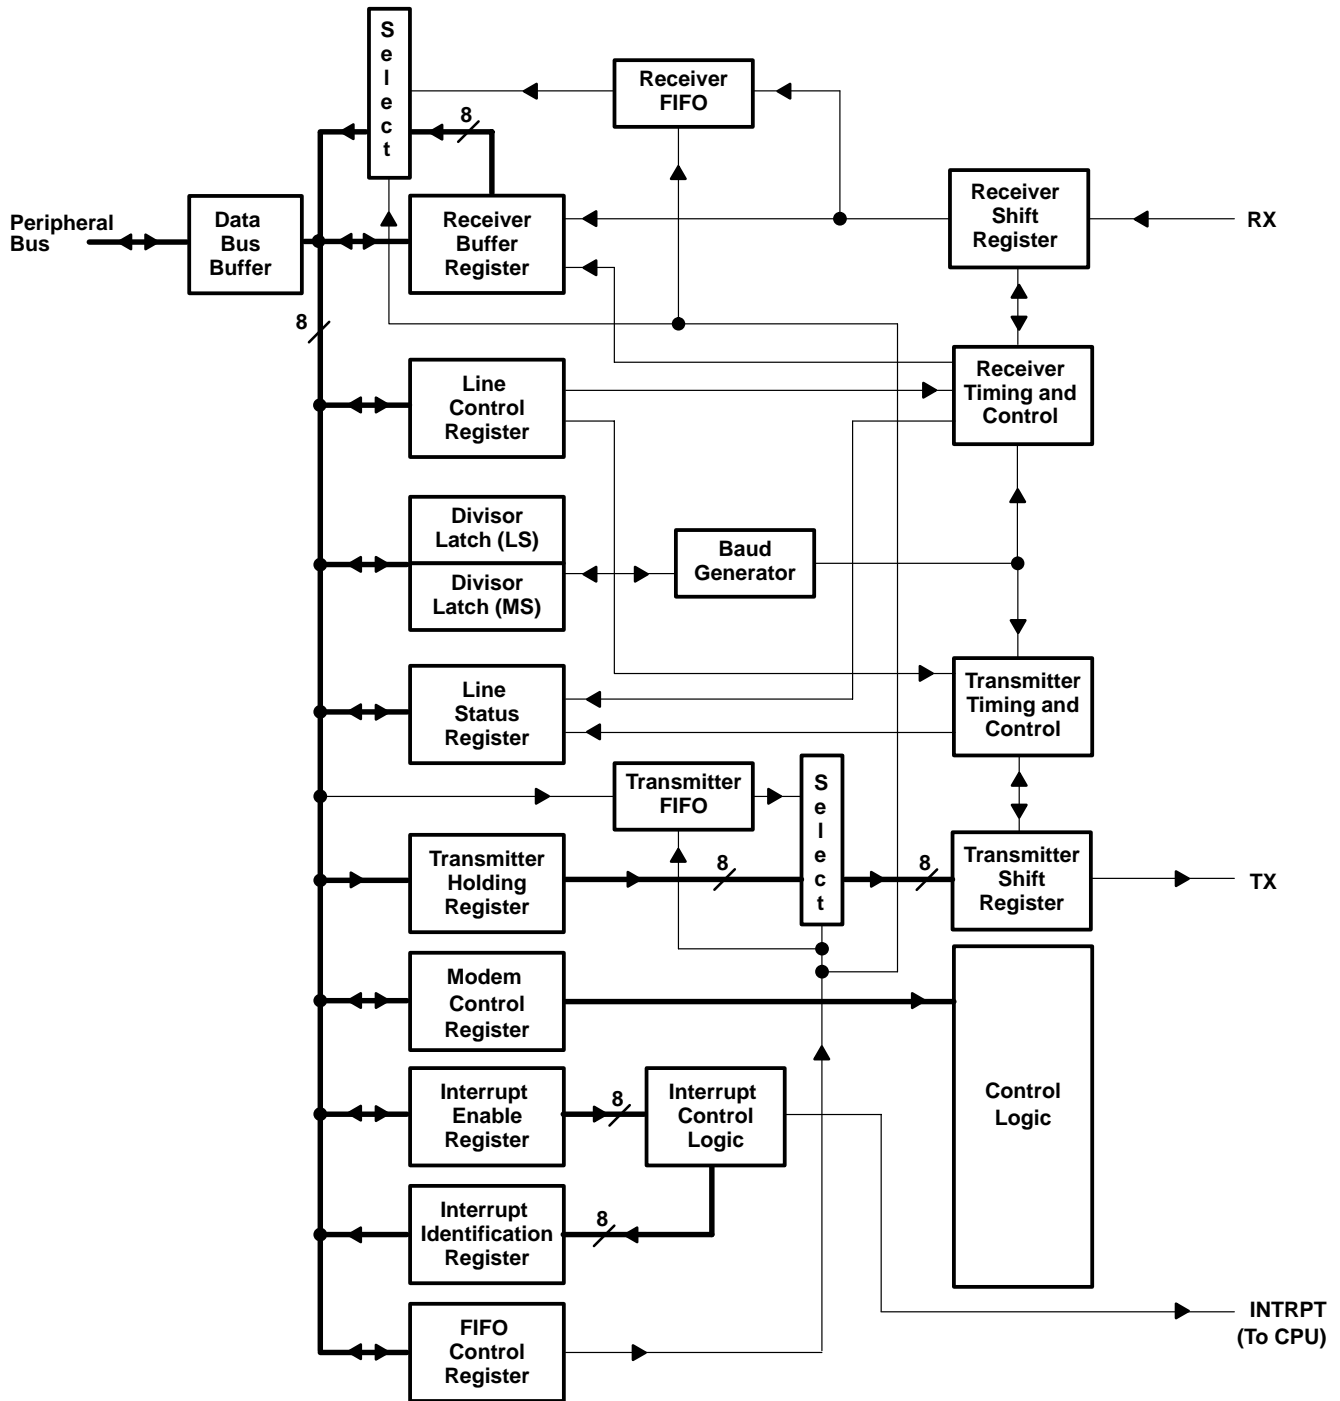 S
e
l
e
c
t
Receiver
FIFO
8
Peripheral
Bus
Data
Bus
Buffer
Receiver
Buffer
Register
Receiver
Shift
Register
RX
8
Line
Control
Register
Receiver
Timing and
Control
Divisor
Latch (LS)
Divisor
Latch (MS)
Baud
Generator
Line
Status
Register
Transmitter
Timing and
Control
Transmitter
FIFO
S
e
l
e
c
t
Transmitter
Holding
Register
8
8
Transmitter
Shift
Register
TX
Modem
Control
Register
Control
Logic
Interrupt
Enable
Register
8
Interrupt
Control
Logic
Interrupt
Identification
Register
8
FIFO
Control
Register
INTRPT
(To CPU)